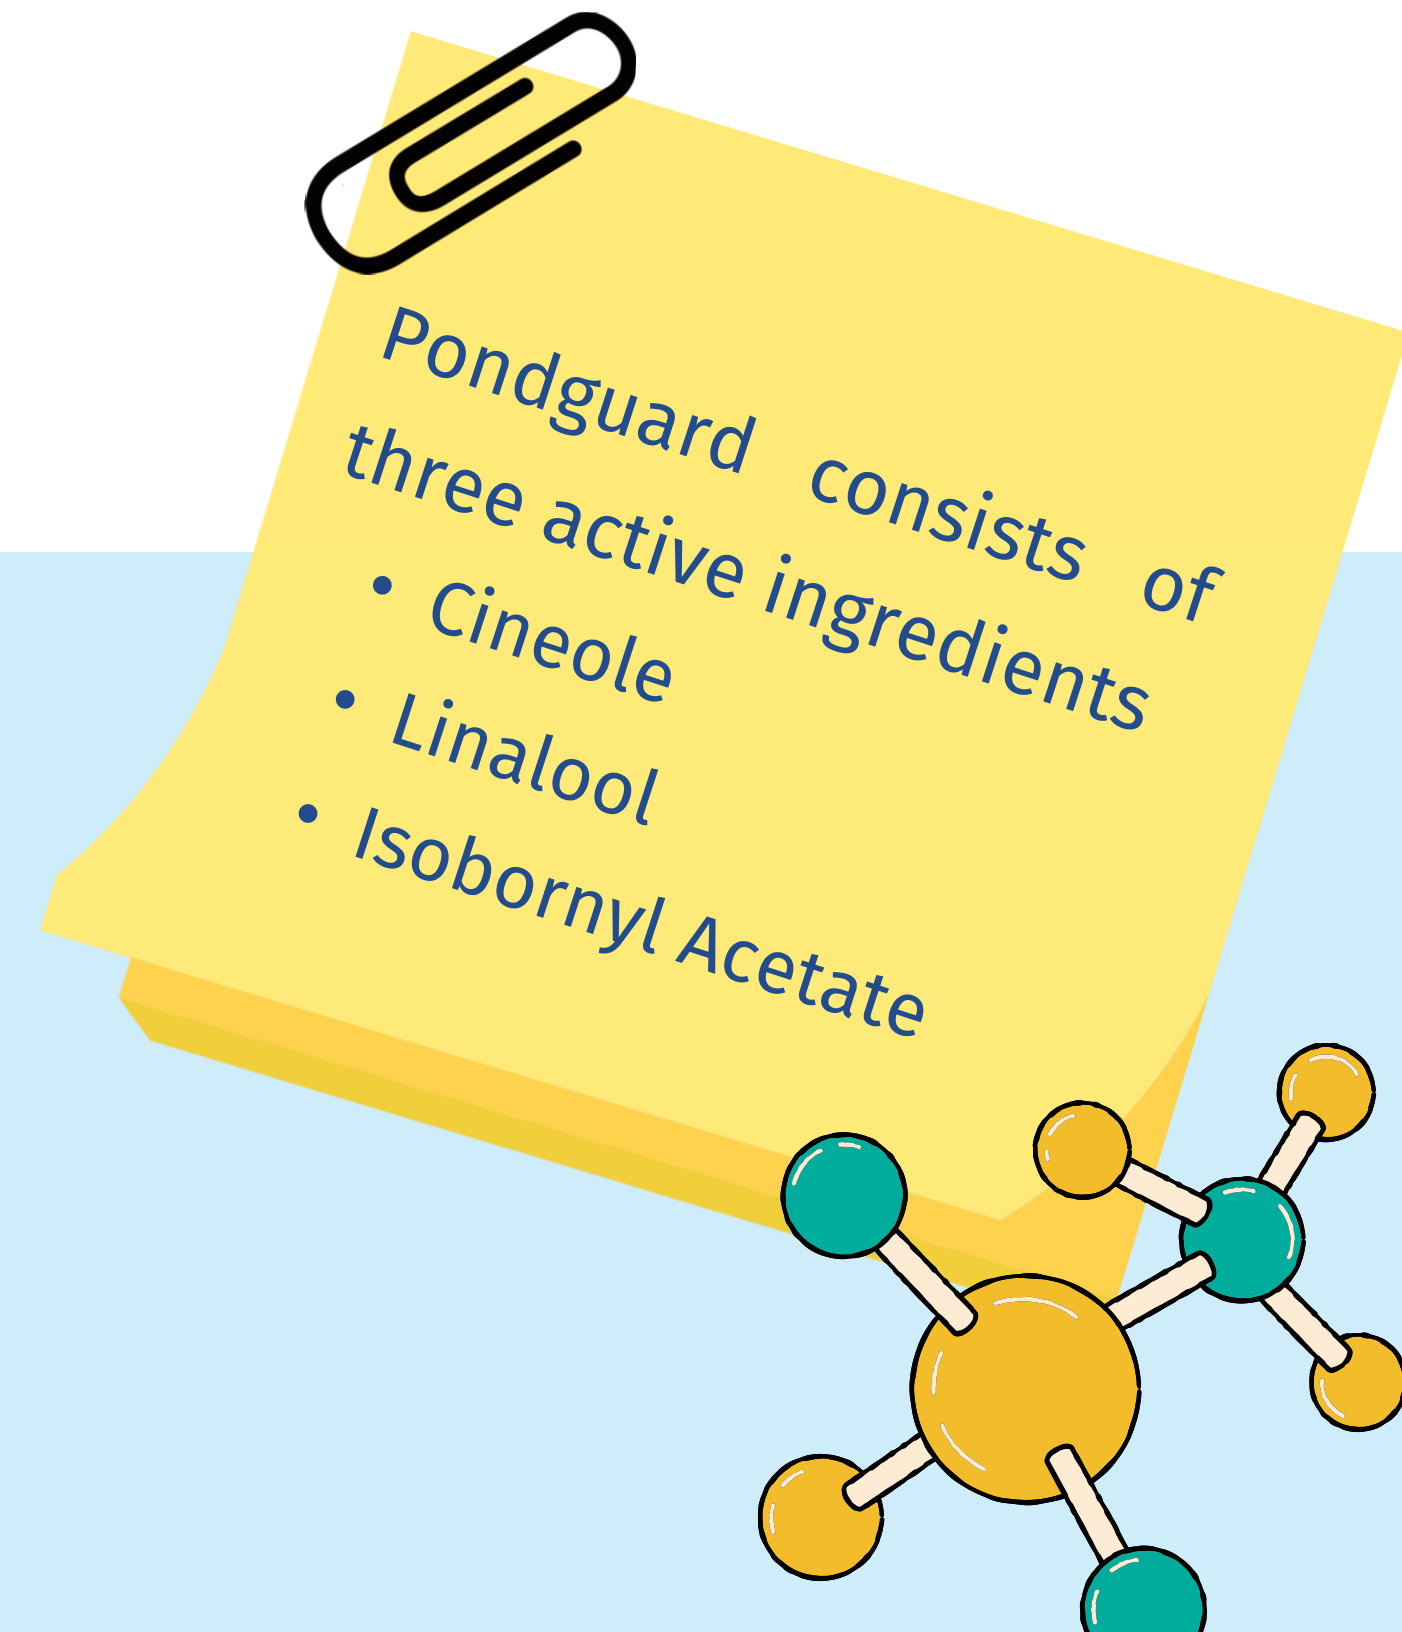 Pondguard consists of
three active ingredients
• Cineole
• Linalool
• Isobornyl Acetate